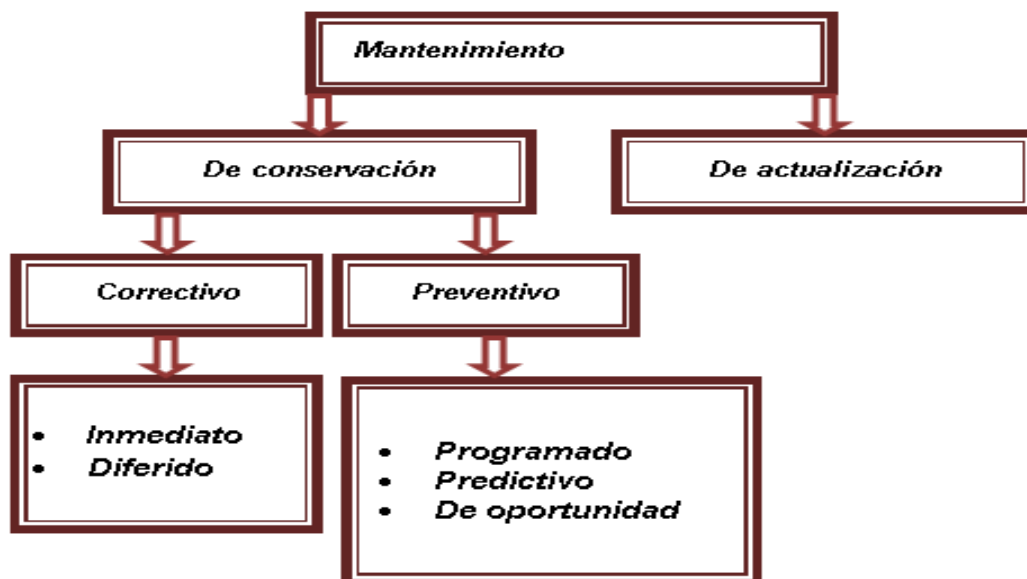 Mantenimiento
De conservación
De actualización
Correctivo
Preventivo
• Inmediato
• Diferido
• Programado
• Predictivo
• De oportunidad